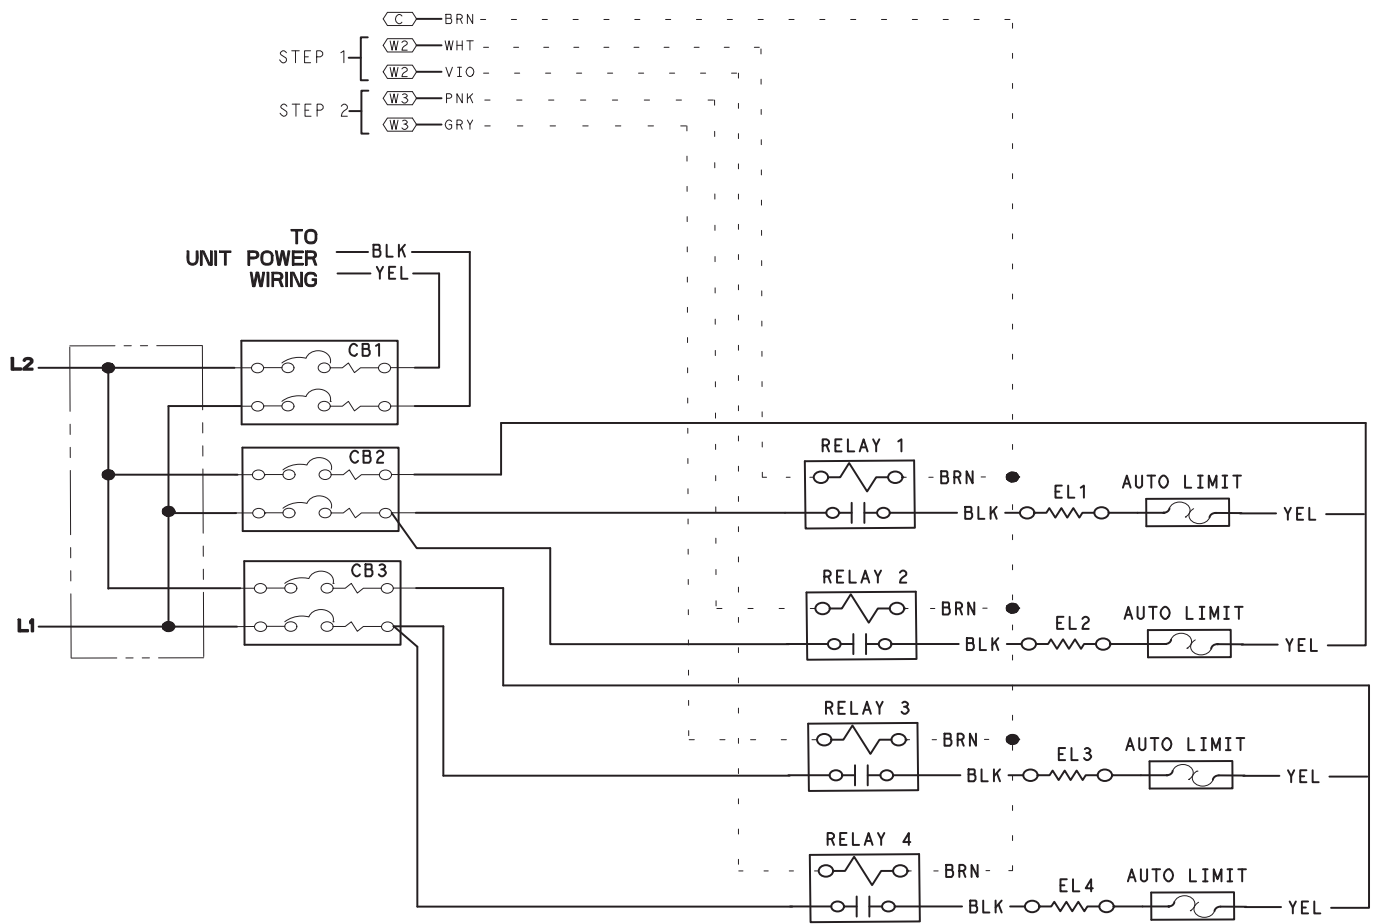 C BRN
STEP 1 W2 WHT
W2 VIO
STEP 2 W3 PNK
W3 GRY
TO
UNIT POWER
WIRING
BLK
YEL
L2
CB1
CB2
CB3
L1
RELAY 1
BRN
BLK
EL1
AUTO LIMIT
YEL
RELAY 2
BRN
BLK
EL2
AUTO LIMIT
YEL
RELAY 3
BRN
BLK
EL3
AUTO LIMIT
YEL
RELAY 4
BRN
BLK
EL4
AUTO LIMIT
YEL